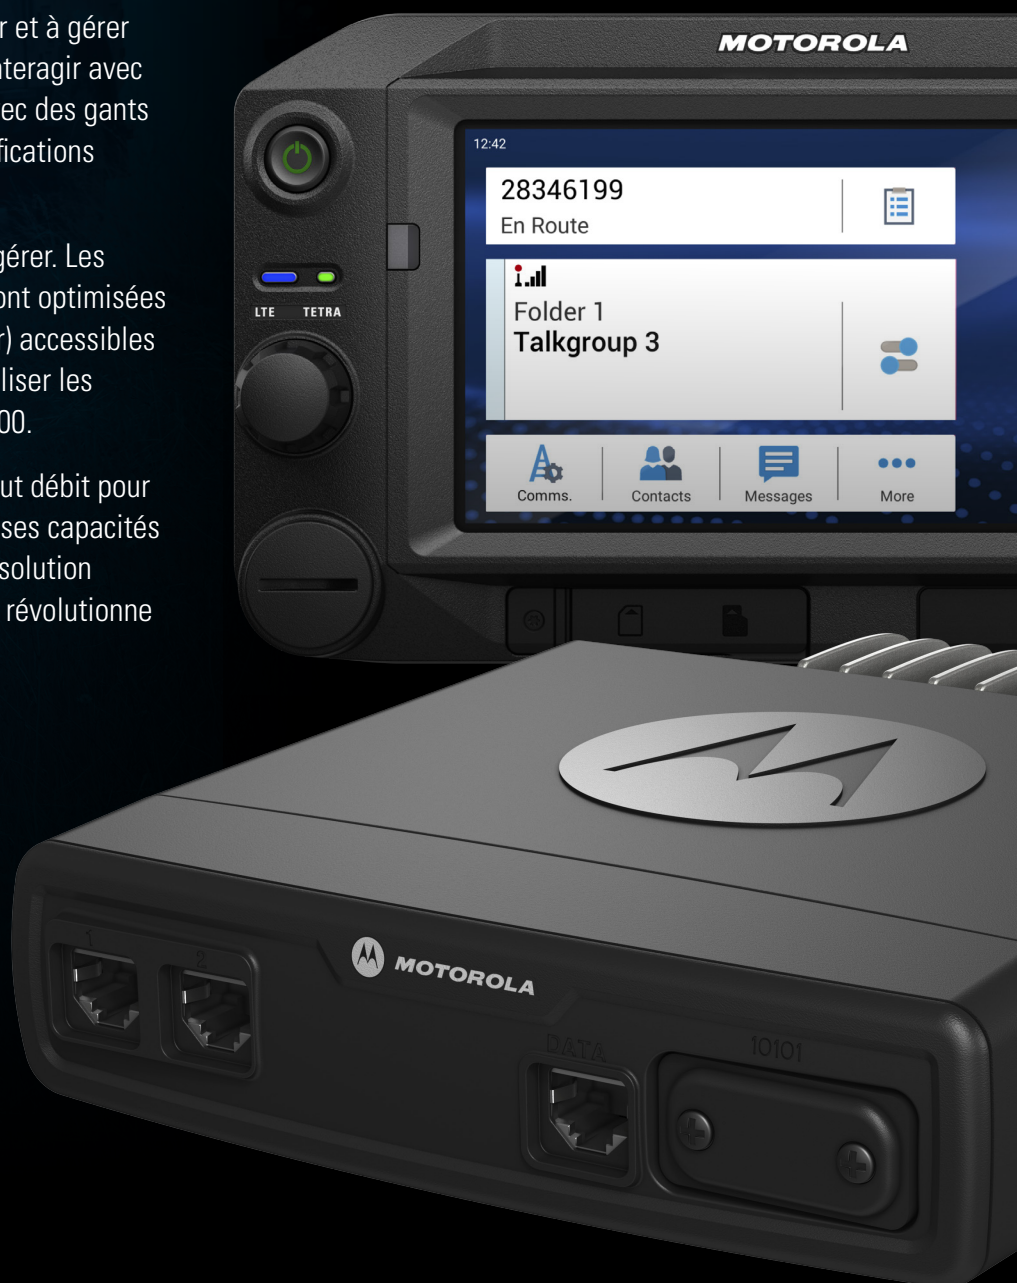 r et à gérer
nteragir avec
ec des gants
fications
gérer. Les
ont optimisées
r) accessibles
liser les
00.
ut débit pour
ses capacités
solution
révolutionne
MOTOROLA
12:42
28346199
En Route
Folder 1
Talkgroup 3
Comms.
Contacts
Messages
More
LTE TETRA
1
2
MOTOROLA
DATA
10101